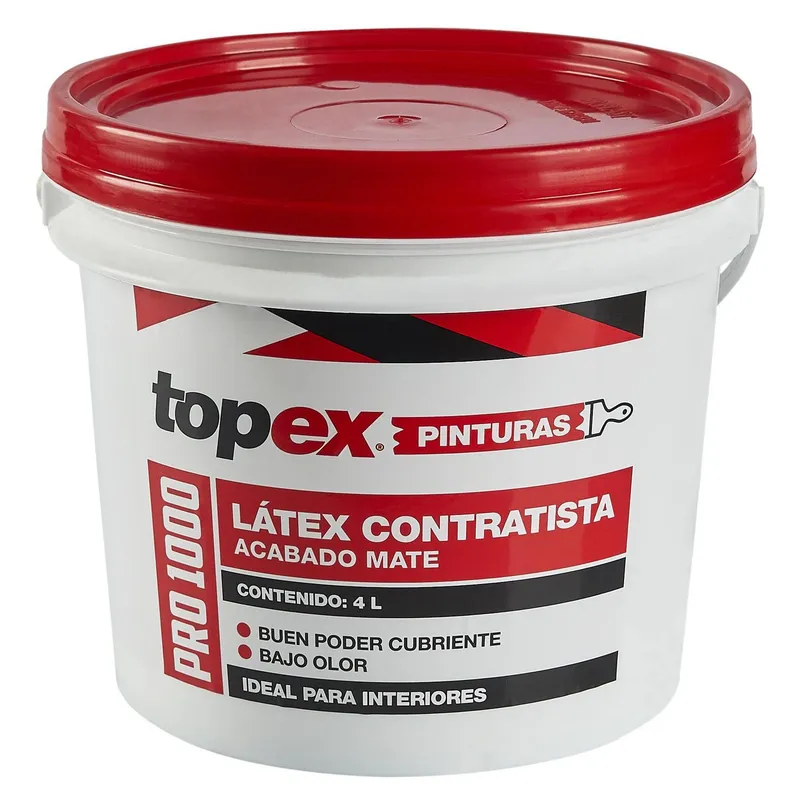 topex® PINTURAS
PRO 1000
LÁTEX CONTRATISTA
ACABADO MATE
CONTENIDO: 4 L
BUEN PODER CUBRIENTE
BAJO OLOR
IDEAL PARA INTERIORES